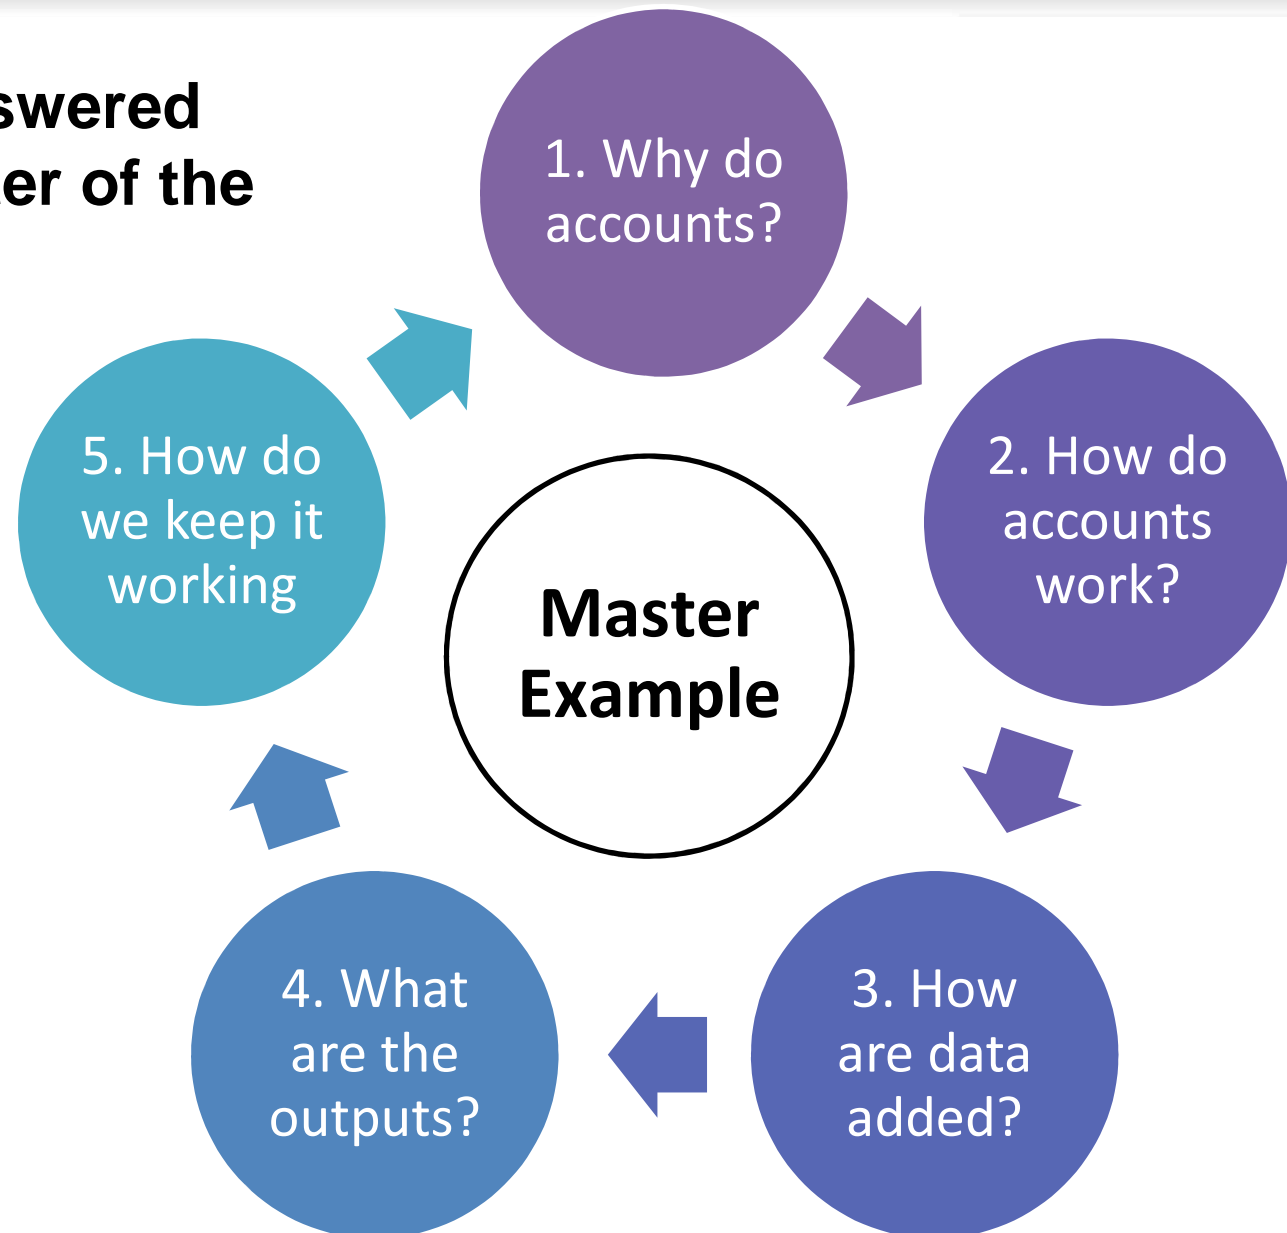 swered
er of the
1. Why do
accounts?
2. How do
accounts
work?
3. How
are data
added?
4. What
are the
outputs?
5. How do
we keep it
working
Master
Example